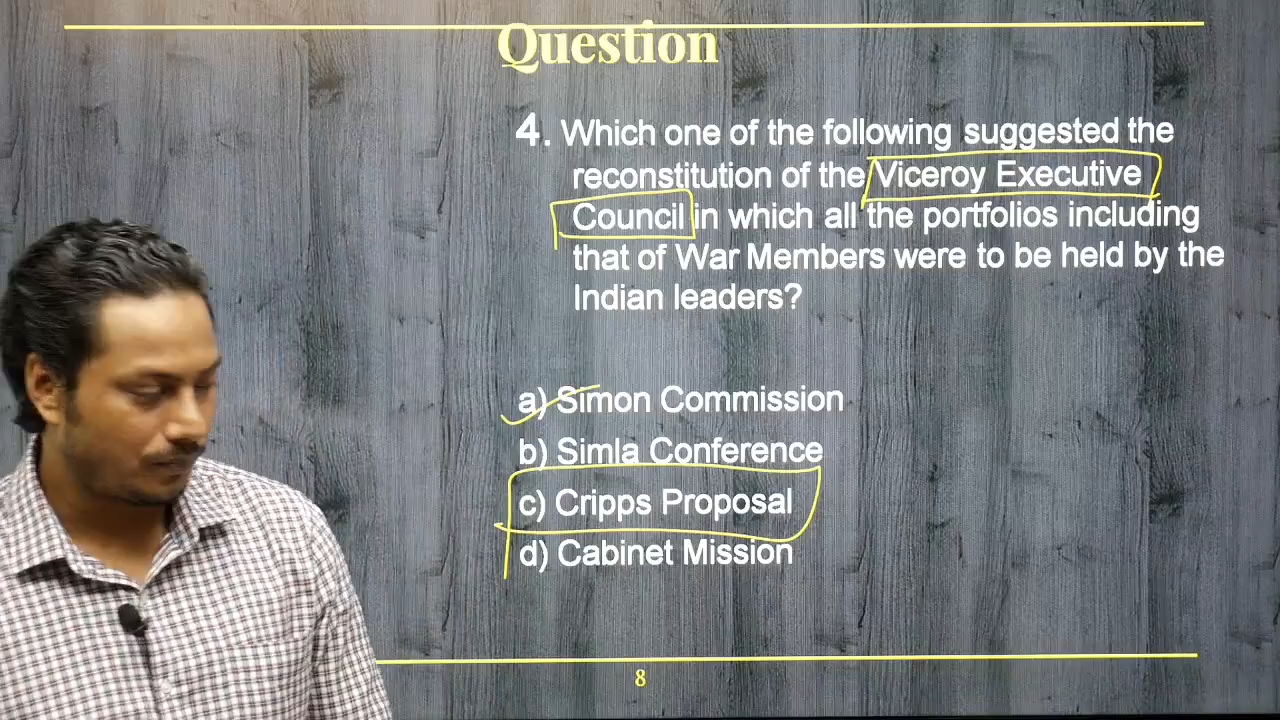 Question
4. Which one of the following suggested the
reconstitution of the Viceroy Executive
Council in which all the portfolios including
that of War Members were to be held by the
Indian leaders?
a) Simon Commission
b) Simla Conference
c) Cripps Proposal
d) Cabinet Mission
8